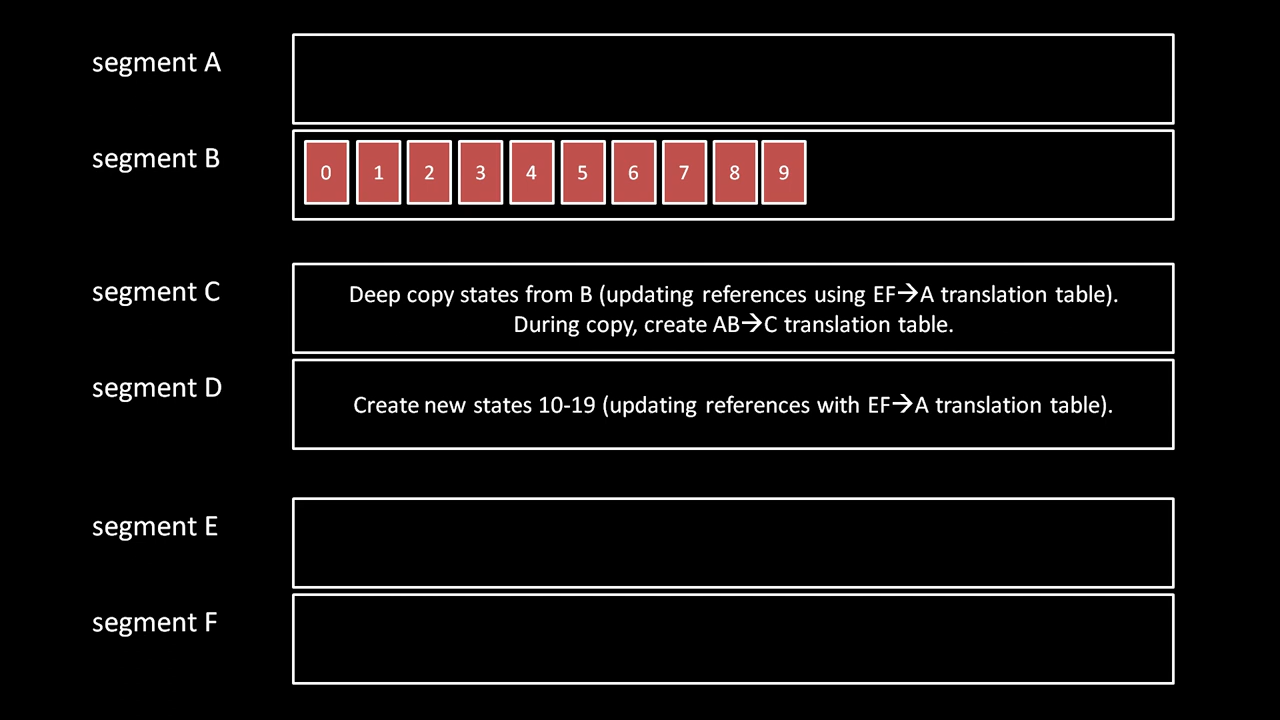 segment A
segment B
0 1 2 3 4 5 6 7 8 9
segment C
Deep copy states from B (updating references using EF→A translation table).
During copy, create AB→C translation table.
segment D
Create new states 10-19 (updating references with EF→A translation table).
segment E
segment F